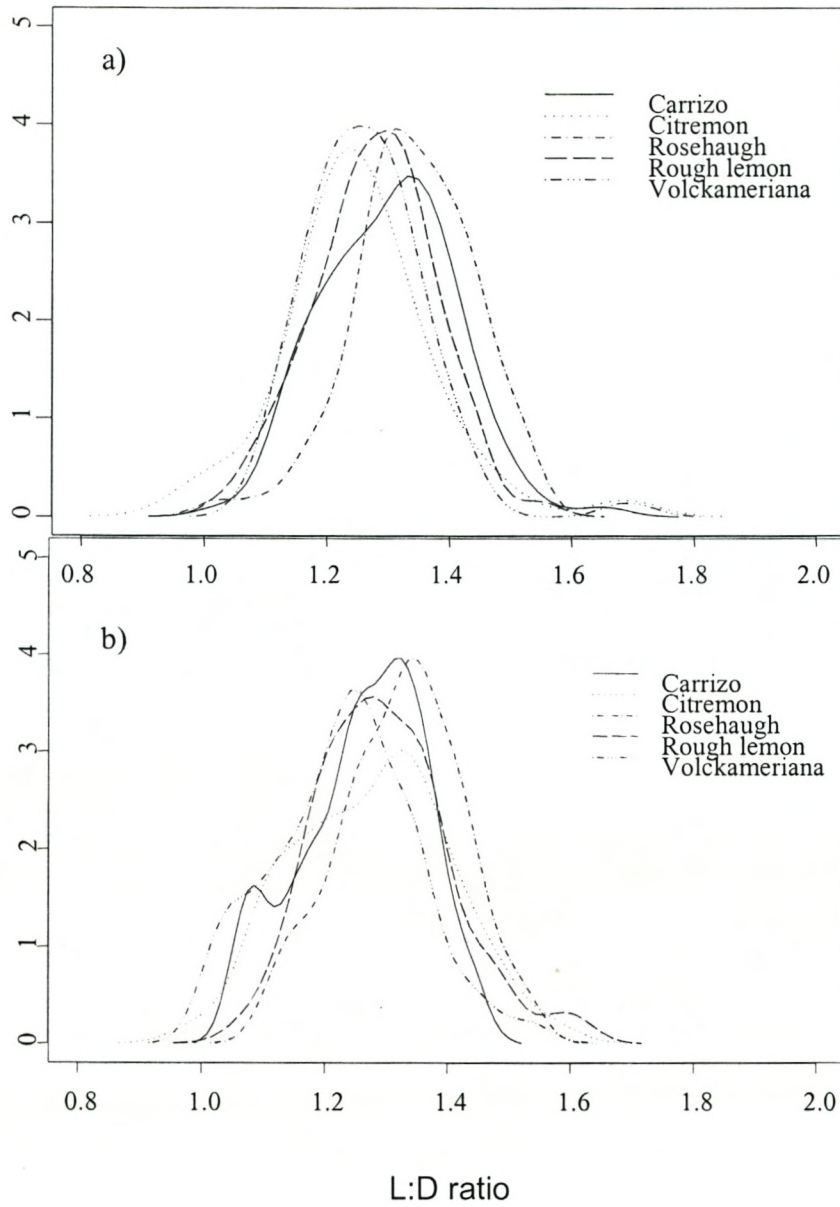 5
a)
4
3
2
1
0
Carrizo
Citremon
Rosehaugh
Rough lemon
Volckameriana
0.8 1.0 1.2 1.4 1.6 1.8 2.0
5
b)
4
3
2
1
0
Carrizo
Citremon
Rosehaugh
Rough lemon
Volckameriana
0.8 1.0 1.2 1.4 1.6 1.8 2.0
L:D ratio